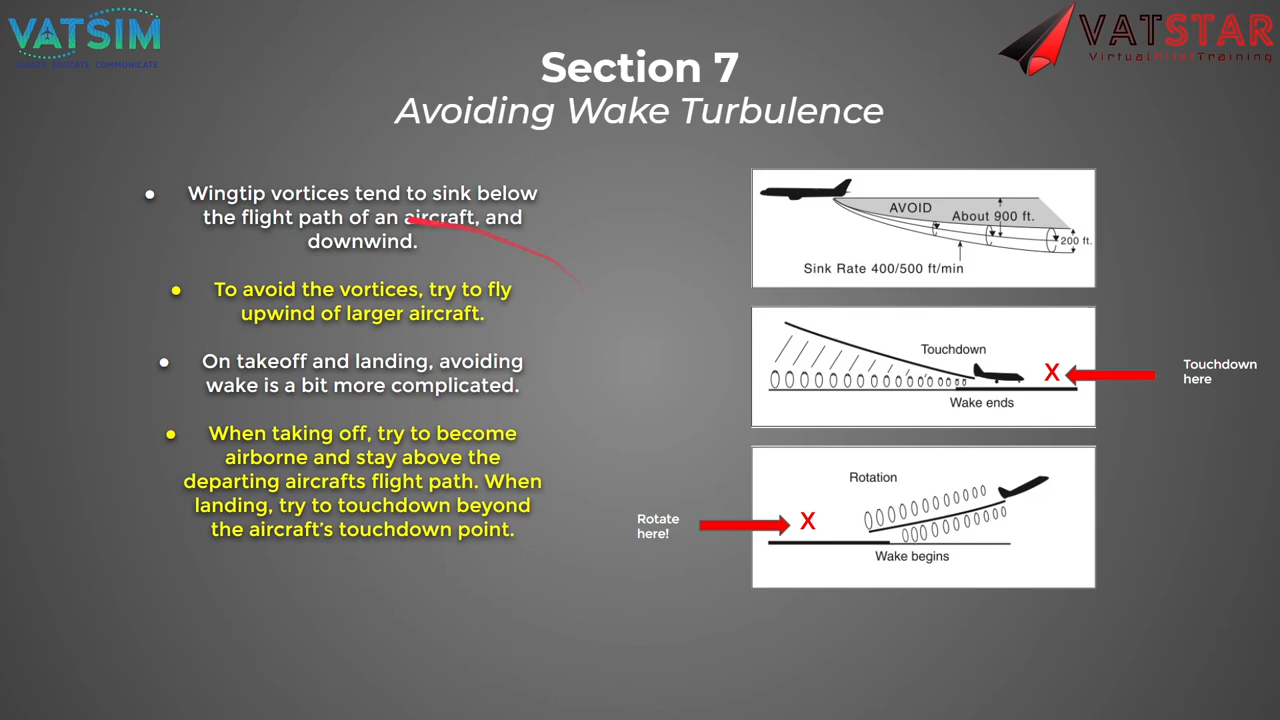 VATSIM
VATSTAR
VirtualPilotTraining
Section 7
Avoiding Wake Turbulence
• Wingtip vortices tend to sink below
the flight path of an aircraft, and
downwind.
• To avoid the vortices, try to fly
upwind of larger aircraft.
• On takeoff and landing, avoiding
wake is a bit more complicated.
• When taking off, try to become
airborne and stay above the
departing aircrafts flight path. When
landing, try to touchdown beyond
the aircraft's touchdown point.
AVOID
About 900 ft.
200 ft.
Sink Rate 400/500 ft/min
Touchdown
X
Wake ends
Touchdown
here
Rotation
X
Wake begins
Rotate
here!